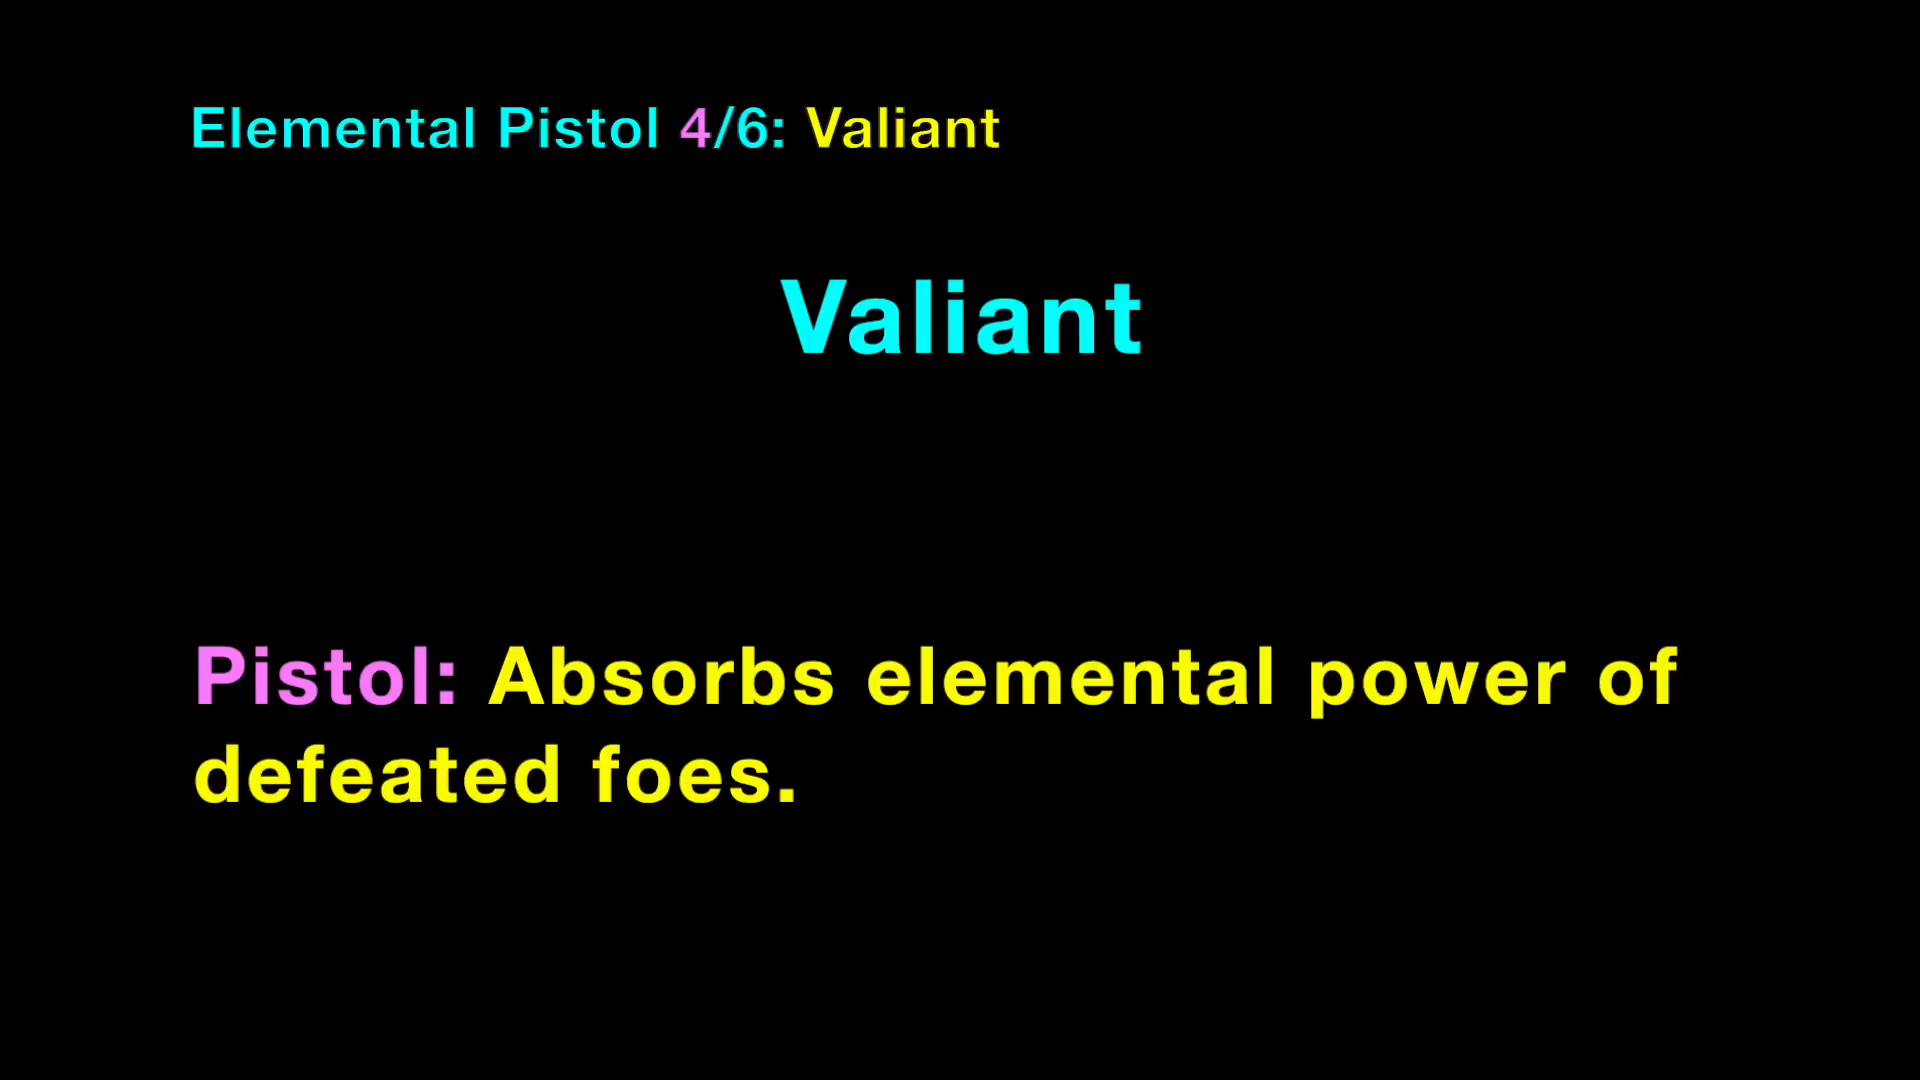 Elemental Pistol 4/6: Valiant
Valiant
Pistol: Absorbs elemental power of
defeated foes.